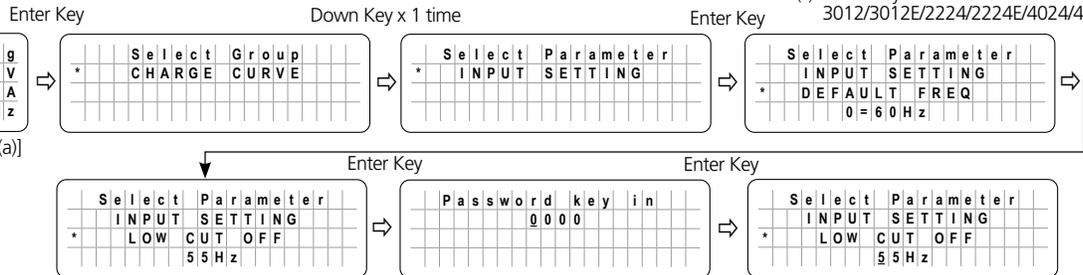 Enter Key
Down Key x 1 time
Enter Key
3012/3012E/2224/2224E/4024/4
g
V
A
z
Select Group
* CHARGE CURVE
Select Parameter
* INPUT SETTING
Select Parameter
INPUT SETTING
* DEFAULT FREQ
0=60Hz
(a)]
Enter Key
Enter Key
Select Parameter
INPUT SETTING
* LOW CUT OFF
55Hz
Password key in
0000
Select Parameter
INPUT SETTING
* LOW CUT OFF
55Hz